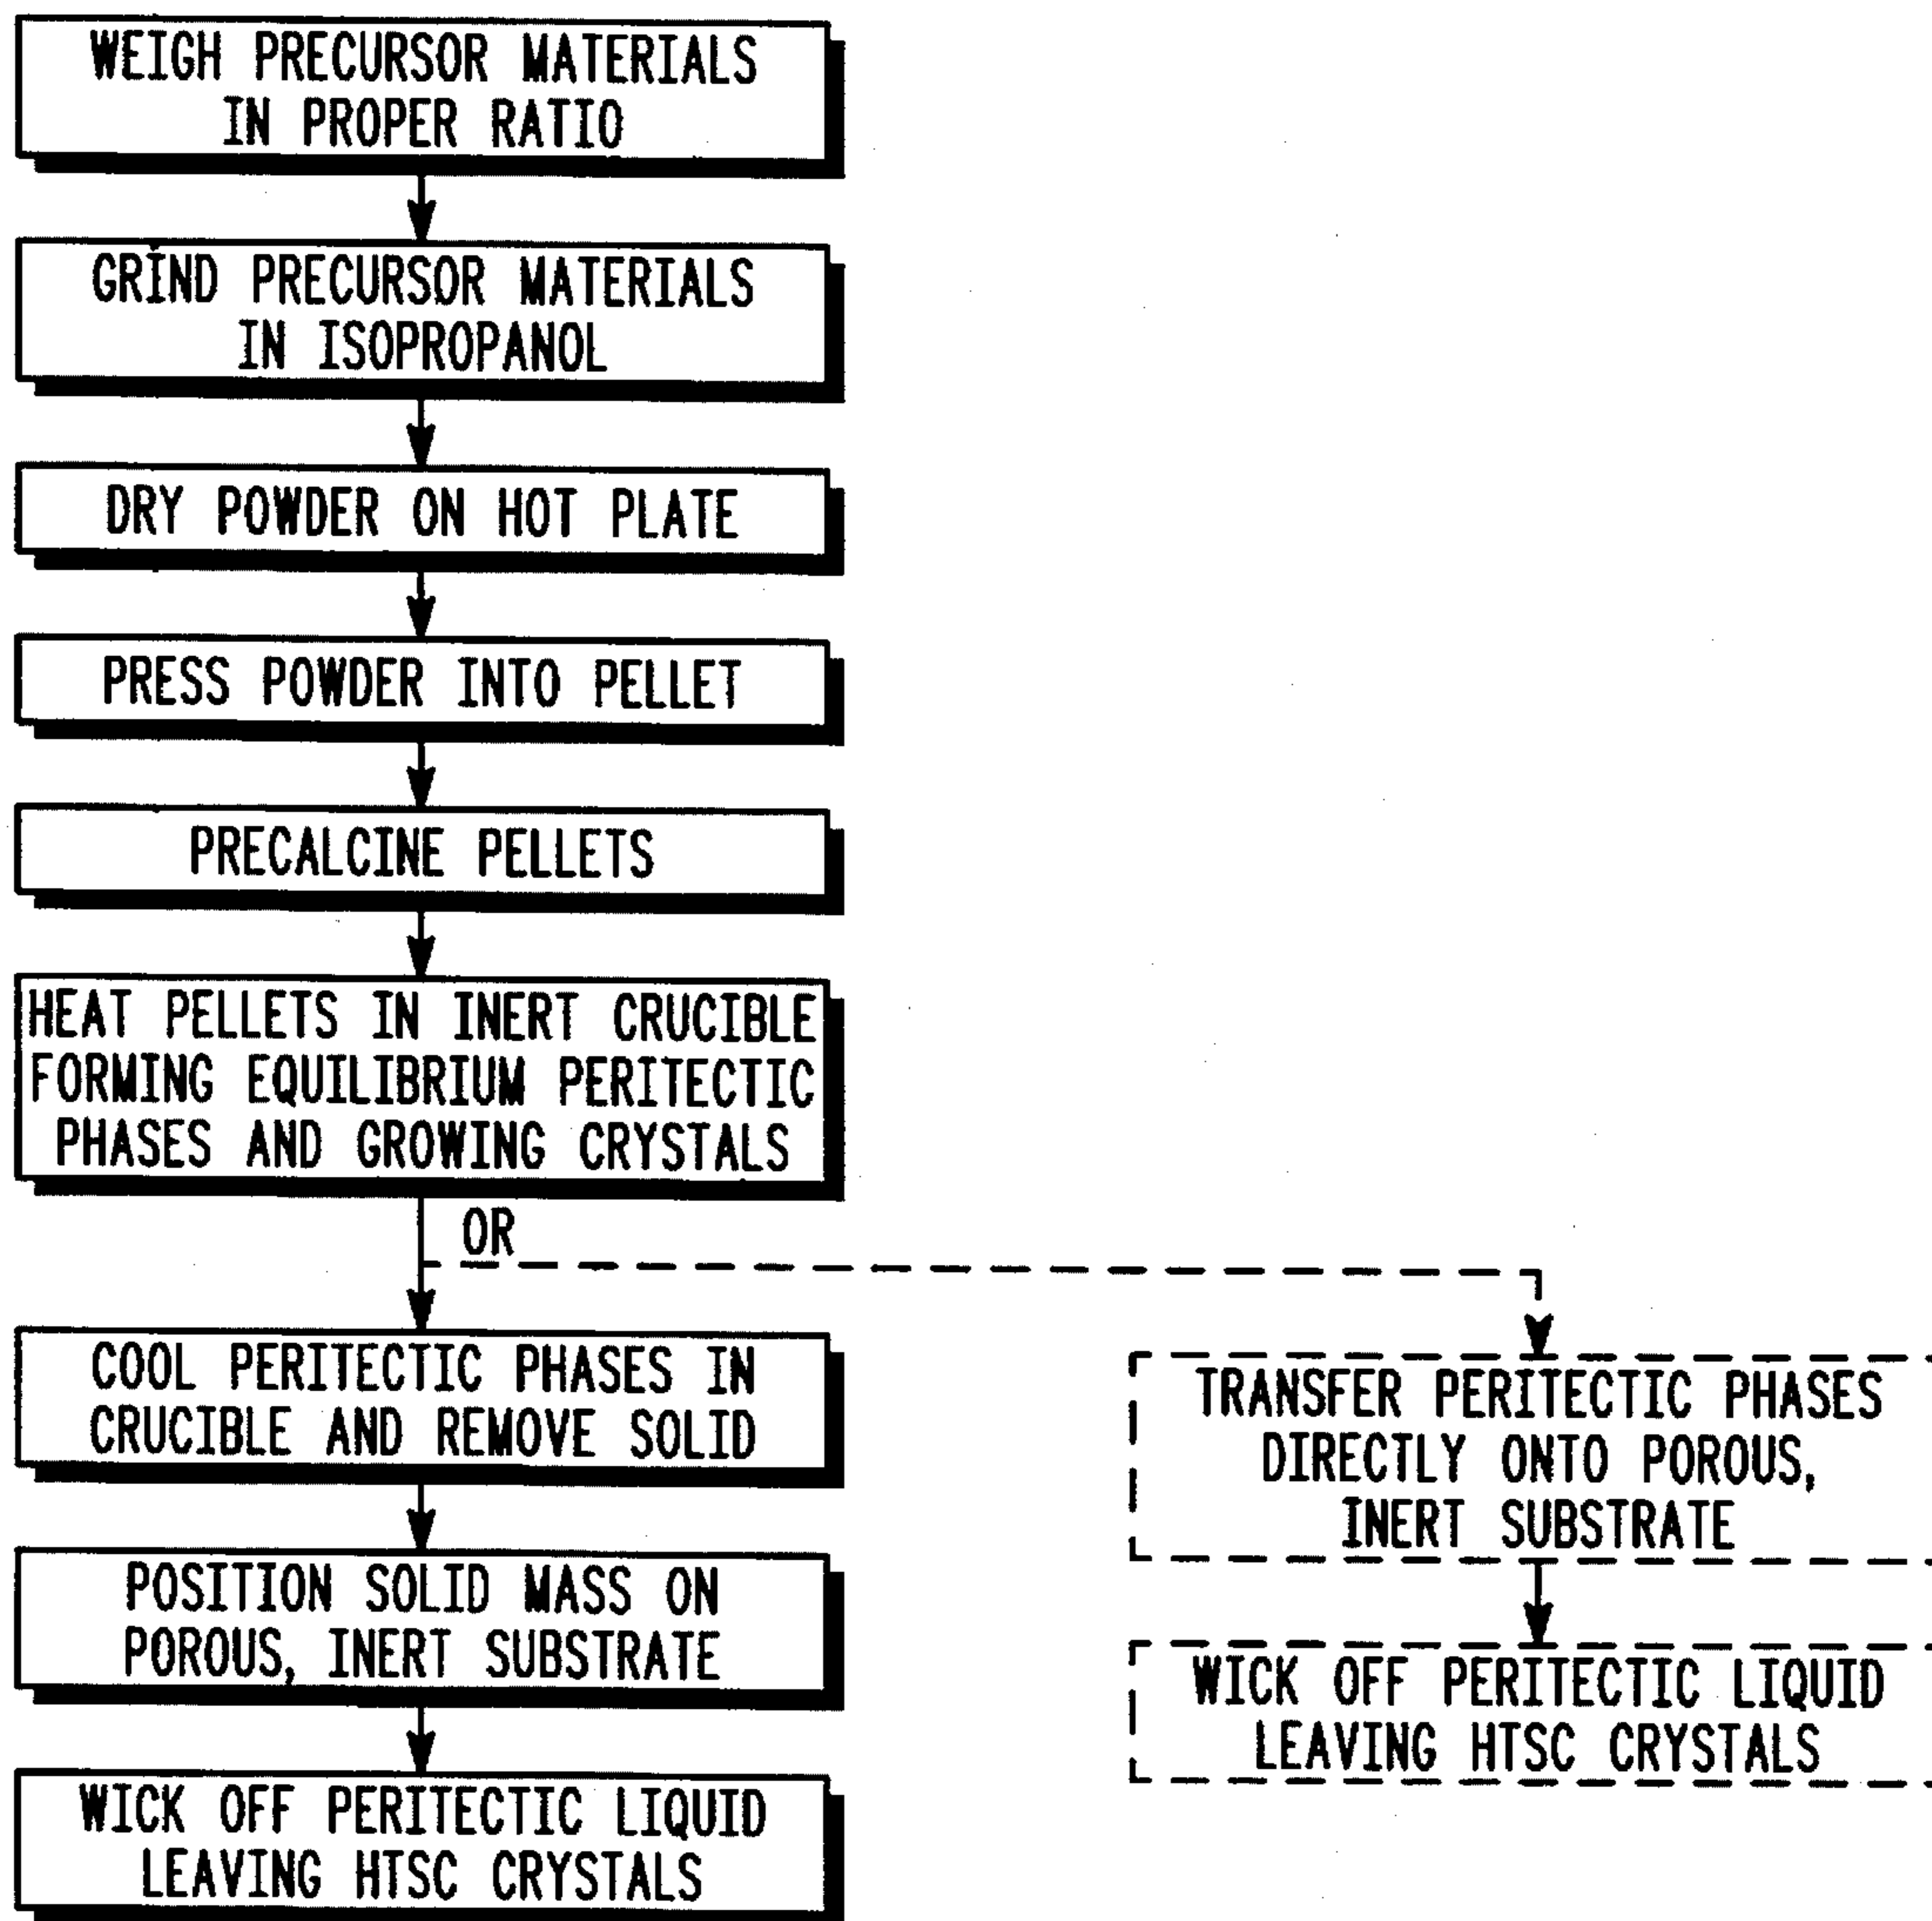 WEIGH PRECURSOR MATERIALS
IN PROPER RATIO
GRIND PRECURSOR MATERIALS
IN ISOPROPANOL
DRY POWDER ON HOT PLATE
PRESS POWDER INTO PELLET
PRECALCINE PELLETS
HEAT PELLETS IN INERT CRUCIBLE
FORMING EQUILIBRIUM PERITECTIC
PHASES AND GROWING CRYSTALS
OR
COOL PERITECTIC PHASES IN
CRUCIBLE AND REMOVE SOLID
POSITION SOLID MASS ON
POROUS, INERT SUBSTRATE
WICK OFF PERITECTIC LIQUID
LEAVING HTSC CRYSTALS
TRANSFER PERITECTIC PHASES
DIRECTLY ONTO POROUS,
INERT SUBSTRATE
WICK OFF PERITECTIC LIQUID
LEAVING HTSC CRYSTALS